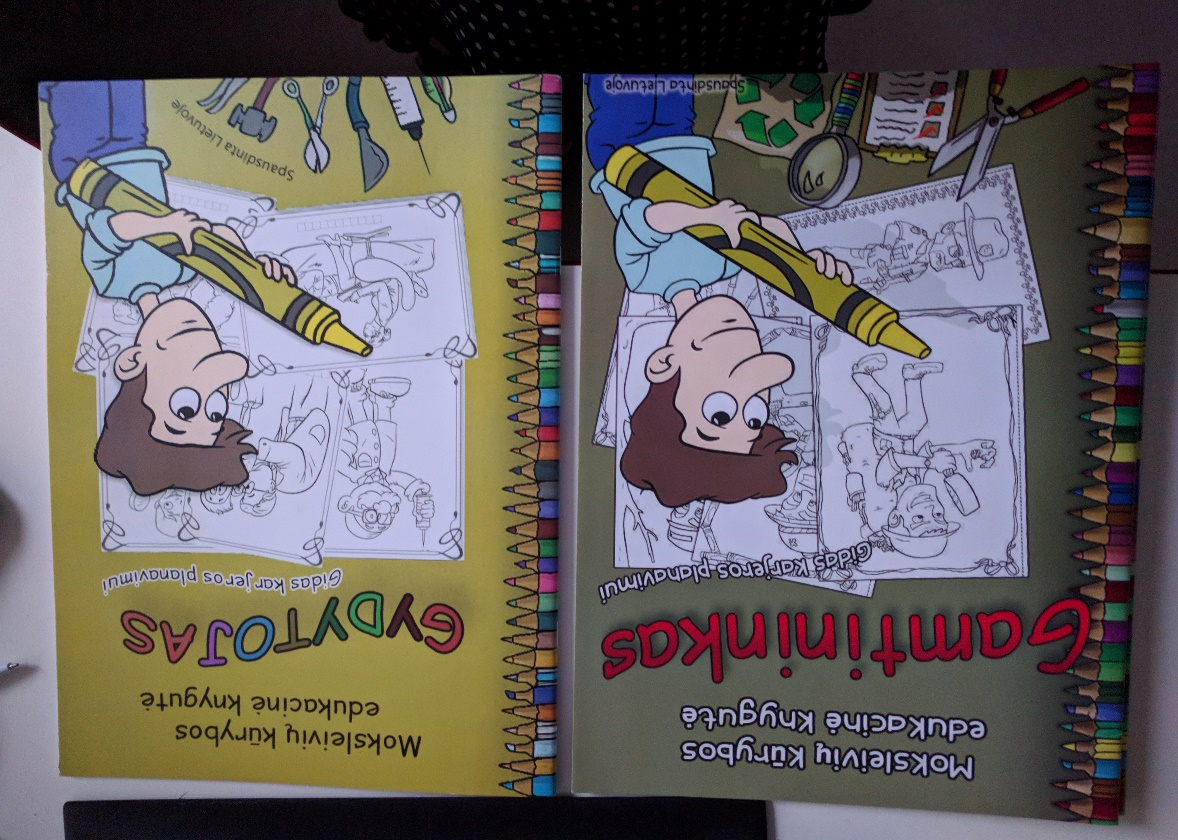 Moksleivių kūrybos
edukacinė knygutė
Gamtininkas
Gidas karjeros planavimui
Spausdinta Lietuvoje
Moksleivių kūrybos
edukacinė knygutė
GYDYTOJAS
Gidas karjeros planavimui
Spausdinta Lietuvoje